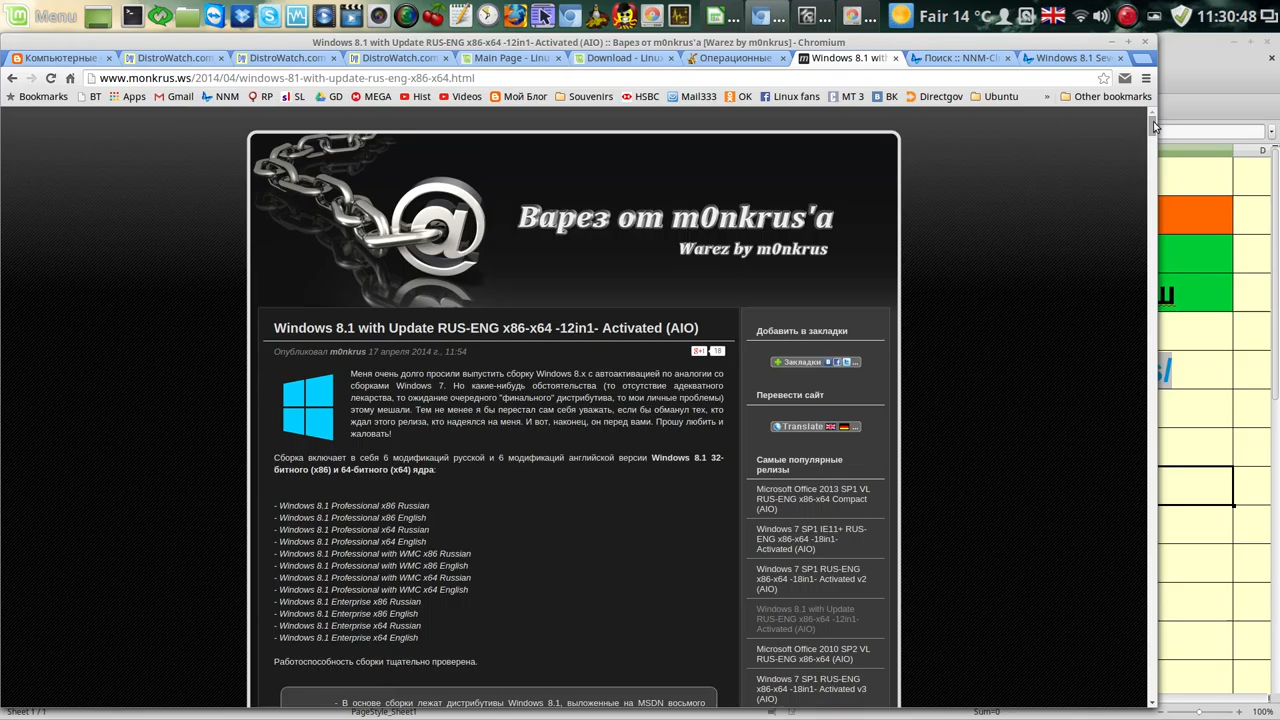 Menu
Fair 14 °C
11:30:48
Windows 8.1 with Update RUS-ENG x86-x64 -12in1- Activated (AIO) :: Варез от m0nkrus'а [Warez by m0nkrus] - Chromium
Компьютерные
DistroWatch.com
DistroWatch.com
DistroWatch.com
Main Page - Linu
Download - Linux
Операционные
Windows 8.1 with
Поиск :: NNM-Cl
Windows 8.1 Sev
www.monkrus.ws/2014/04/windows-81-with-update-rus-eng-x86-x64.html
Bookmarks
BT
Apps
Gmail
NNM
RP
SL
GD
MEGA
Hist
Videos
Мой Блог
Souvenirs
HSBC
Mail333
OK
Linux fans
MT 3
ВК
Directgov
Ubuntu
»
Other bookmarks
Варез от m0nkrus'а
Warez by m0nkrus
Windows 8.1 with Update RUS-ENG x86-x64 -12in1- Activated (AIO)
Опубликовал m0nkrus 17 апреля 2014 г., 11:54
18
Меня очень долго просили выпустить сборку Windows 8.x с автоактивацией по аналогии со
сборками Windows 7. Но какие-нибудь обстоятельства (то отсутствие адекватного
лекарства, то ожидание очередного "финального" дистрибутива, то мои личные проблемы)
этому мешали. Тем не менее я бы перестал сам себя уважать, если бы обманул тех, кто
ждал этого релиза, кто надеялся на меня. И вот, наконец, он перед вами. Прошу любить и
жаловать!
Сборка включает в себя 6 модификаций русской и 6 модификаций английской версии Windows 8.1 32-
битного (x86) и 64-битного (x64) ядра:
- Windows 8.1 Professional x86 Russian
- Windows 8.1 Professional x86 English
- Windows 8.1 Professional x64 Russian
- Windows 8.1 Professional x64 English
- Windows 8.1 Professional with WMC x86 Russian
- Windows 8.1 Professional with WMC x86 English
- Windows 8.1 Professional with WMC x64 Russian
- Windows 8.1 Professional with WMC x64 English
- Windows 8.1 Enterprise x86 Russian
- Windows 8.1 Enterprise x86 English
- Windows 8.1 Enterprise x64 Russian
- Windows 8.1 Enterprise x64 English
Работоспособность сборки тщательно проверена.
- В основе сборки лежат дистрибутивы Windows 8.1, выложенные на MSDN восьмого
Добавить в закладки
Закладки
Перевести сайт
Translate
Самые популярные
релизы
Microsoft Office 2013 SP1 VL
RUS-ENG x86-x64 Compact
(AIO)
Windows 7 SP1 IE11+ RUS-
ENG x86-x64 -18in1-
Activated (AIO)
Windows 7 SP1 RUS-ENG
x86-x64 -18in1- Activated v2
(AIO)
Windows 8.1 with Update
RUS-ENG x86-x64 -12in1-
Activated (AIO)
Microsoft Office 2010 SP2 VL
RUS-ENG x86-x64 (AIO)
Windows 7 SP1 RUS-ENG
x86-x64 -18in1- Activated v3
(AIO)
D
ш
s/
Sheet 1 / 1
PageStyle_Sheet1
Sum=0
100%